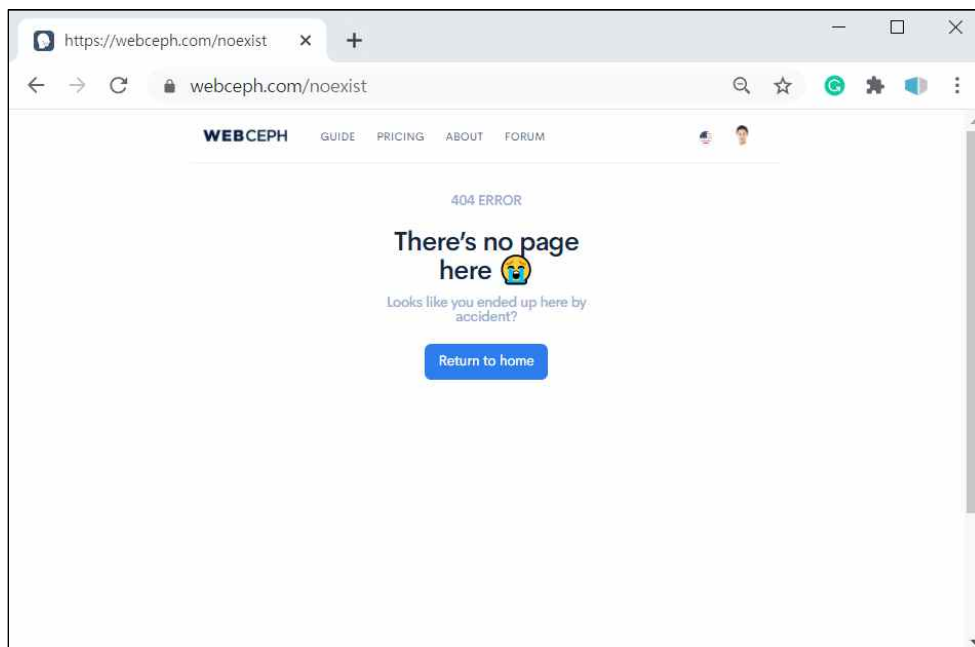 https://webceph.com/noexist
webceph.com/noexist
WEBCEPH GUIDE PRICING ABOUT FORUM
404 ERROR
There's no page
here 😭
Looks like you ended up here by
accident?
Return to home